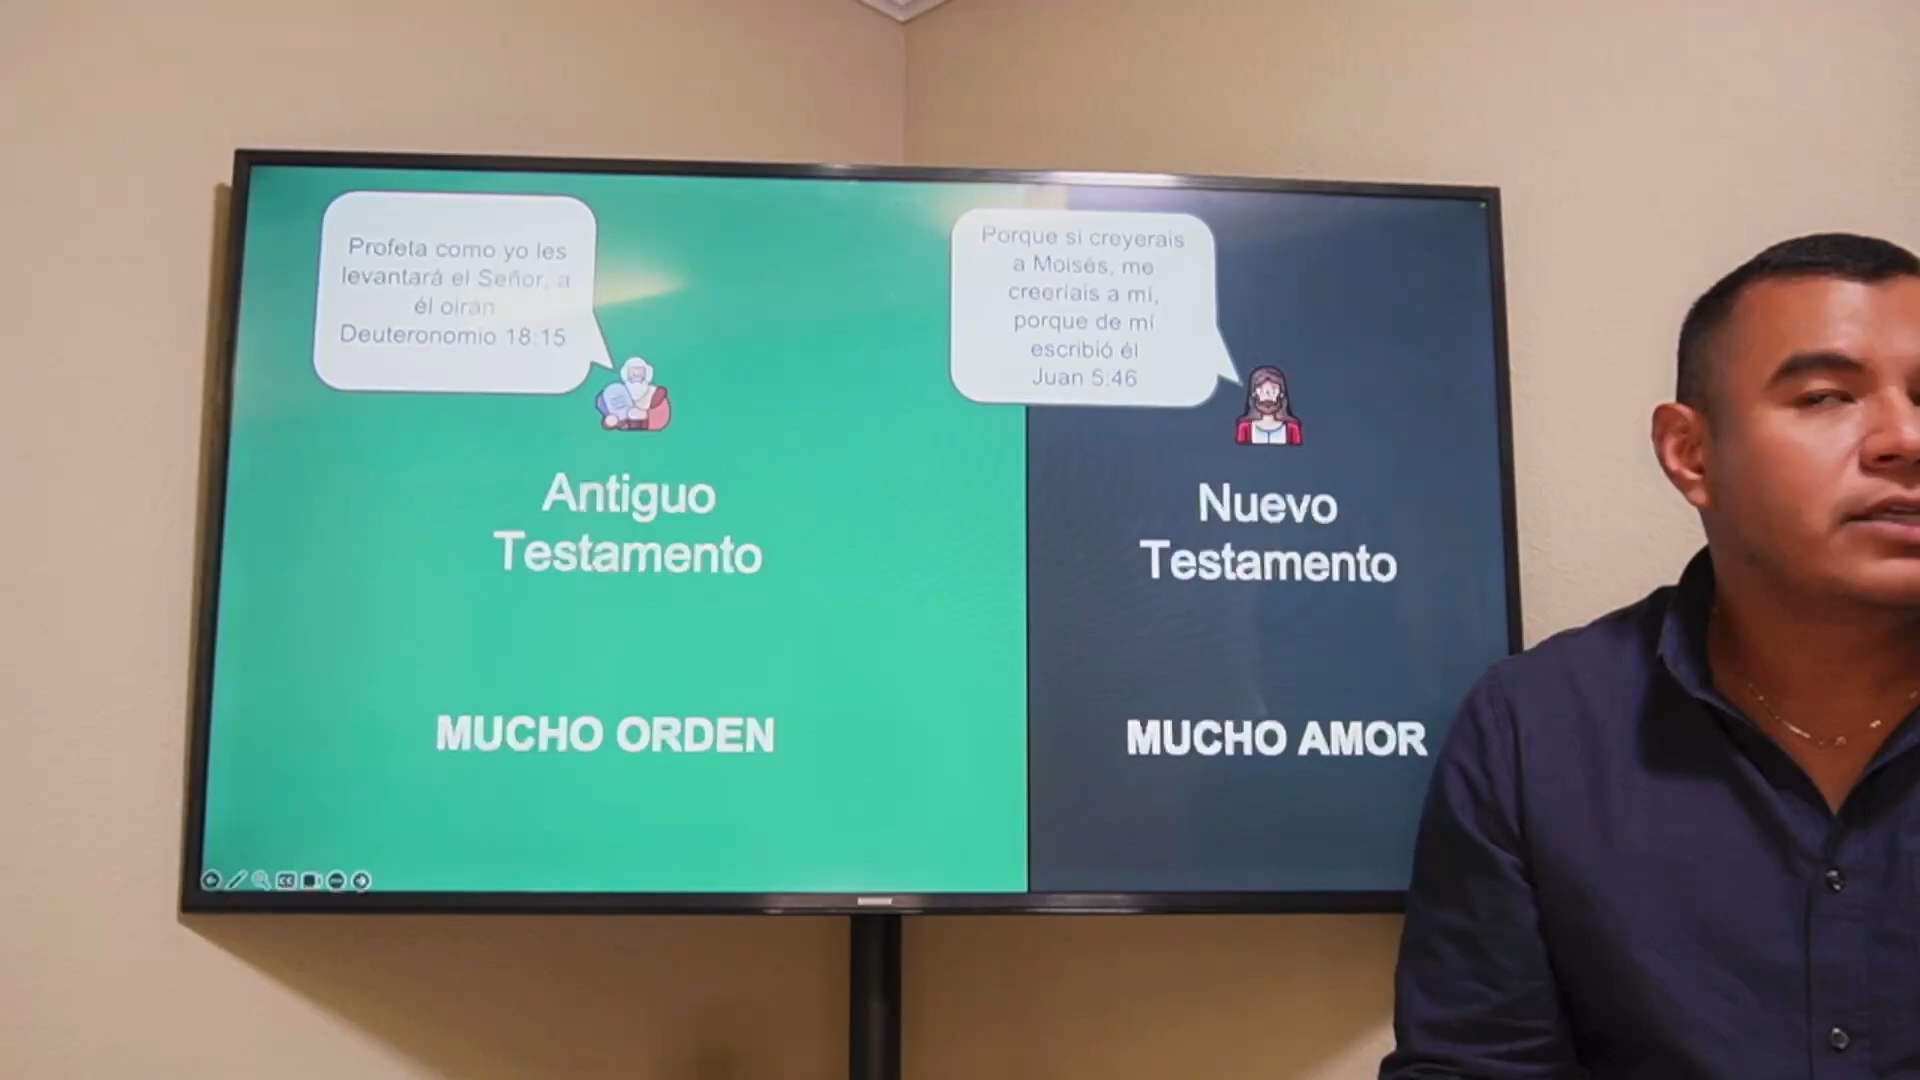 Profeta como yo les
levantará el Señor, a
él oirán
Deuteronomio 18:15
Porque si creyerais
a Moisés, me
creeríais a mí,
porque de mí
escribió él
Juan 5:46
Antiguo
Testamento
Nuevo
Testamento
MUCHO ORDEN
MUCHO AMOR